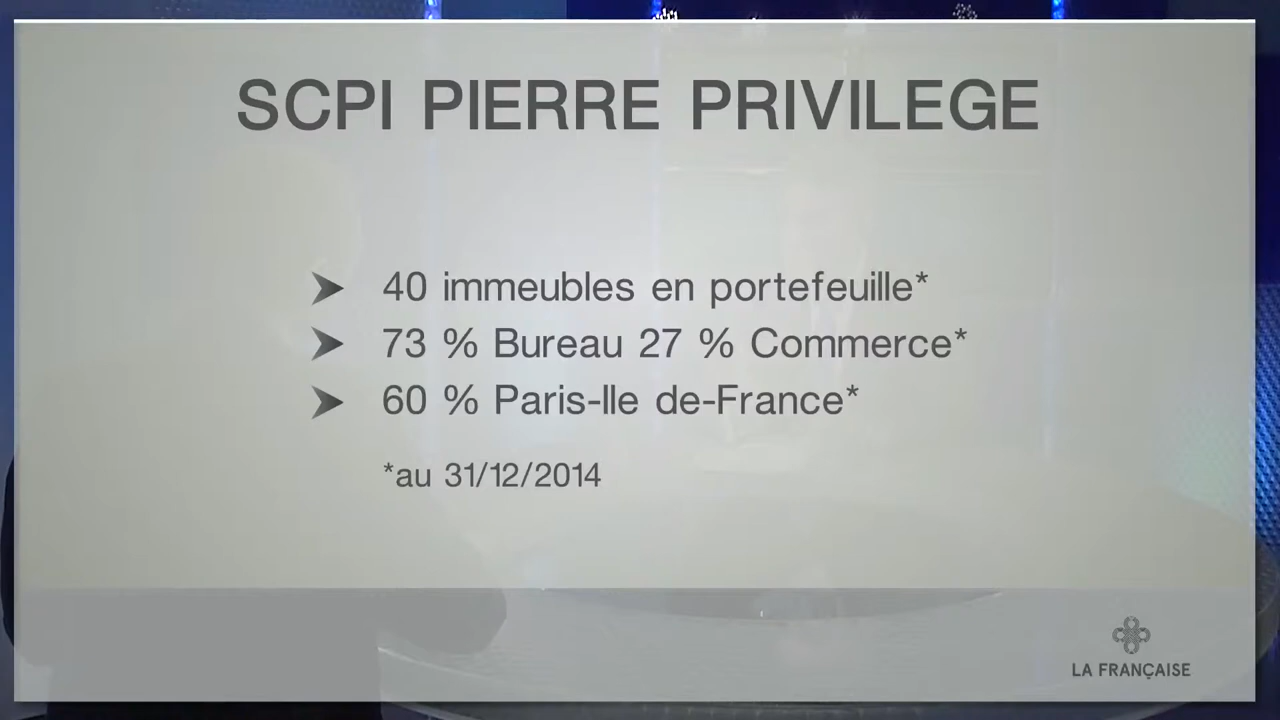 SCPI PIERRE PRIVILEGE
➤ 40 immeubles en portefeuille*
➤ 73 % Bureau 27 % Commerce*
➤ 60 % Paris-Ile de-France*
*au 31/12/2014
LA FRANÇAISE